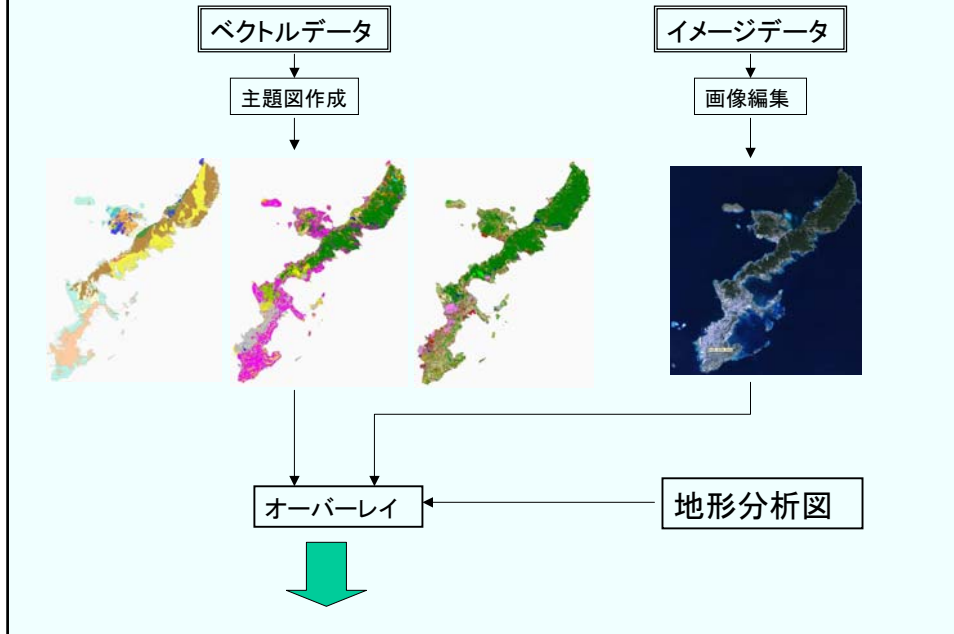 ベクトルデータ
イメージデータ
主題図作成
画像編集
オーバーレイ
地形分析図